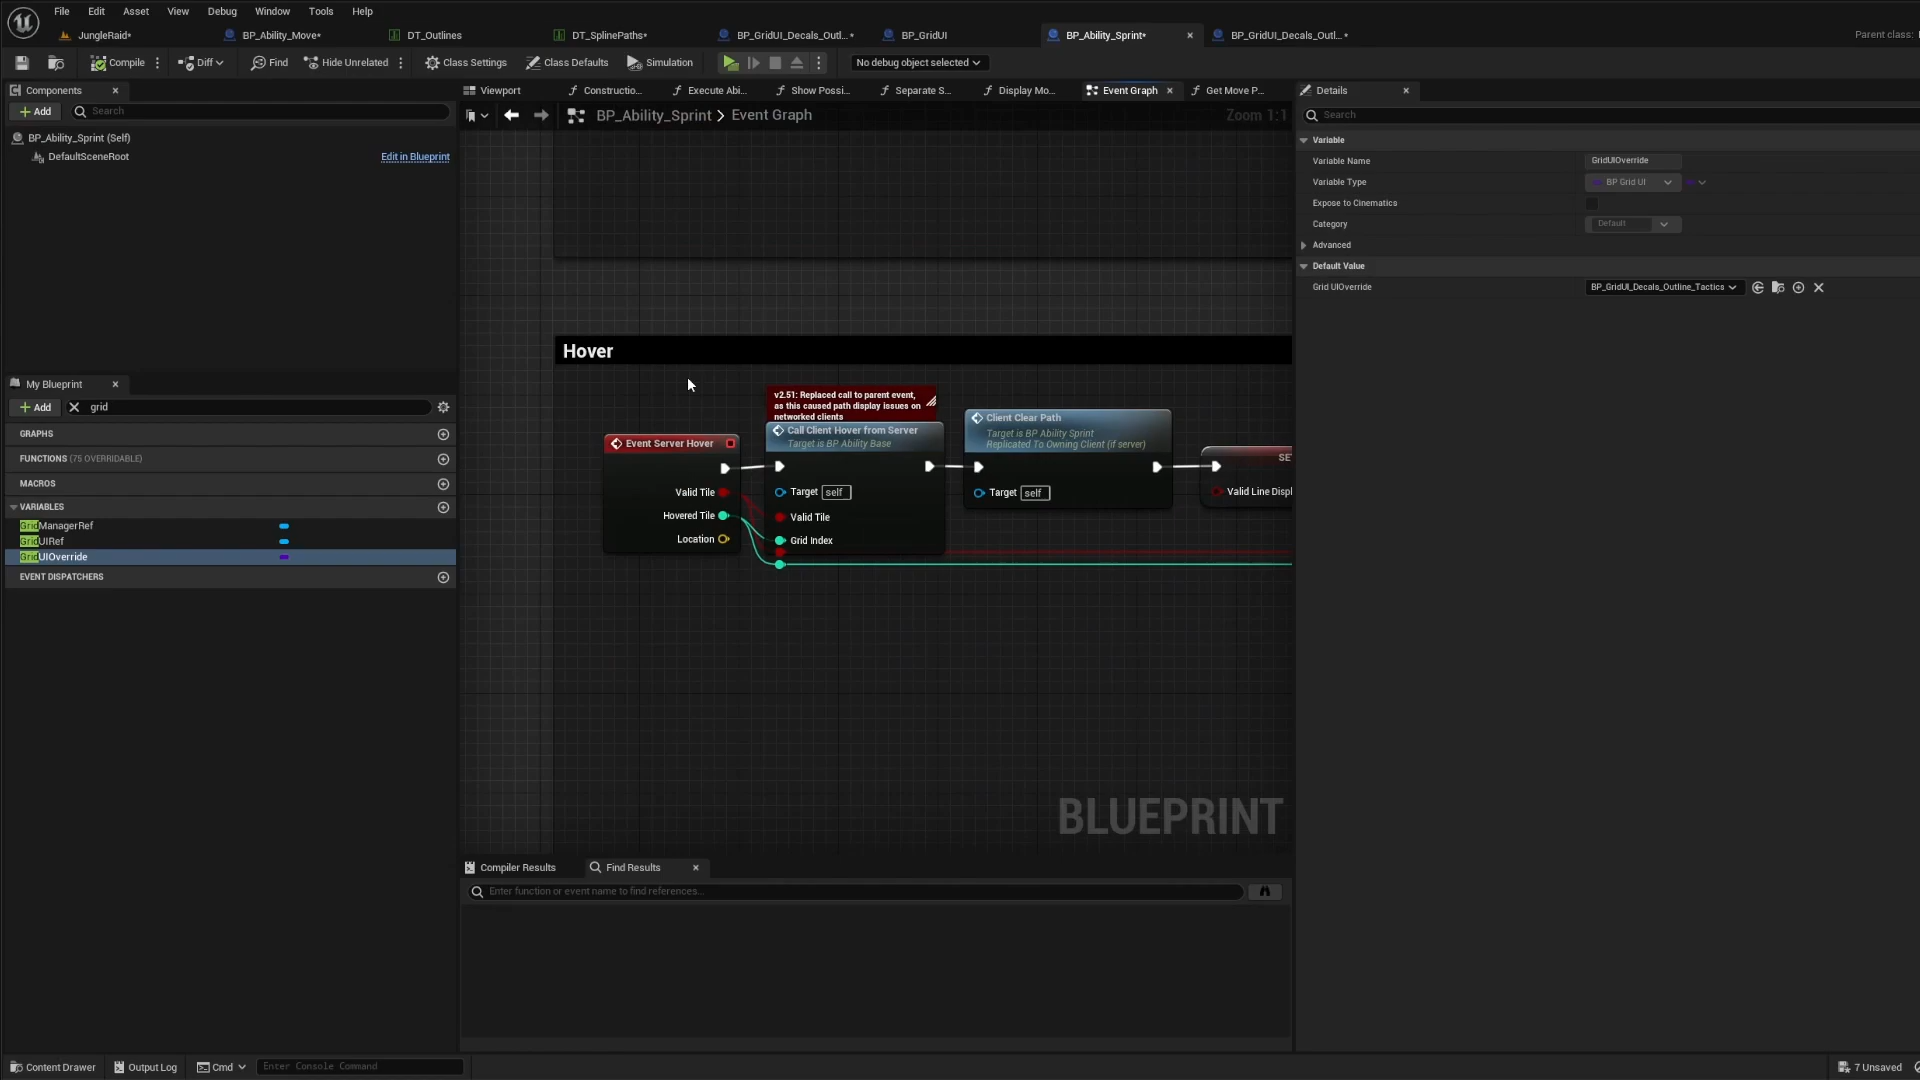 File Edit Asset View Debug Window Tools Help
JungleRaid* BP_Ability_Move* DT_Outlines DT_SplinePaths* BP_GridUI_Decals_Outl...* BP_GridUI BP_Ability_Sprint* BP_GridUI_Decals_Outl...* Parent class:
Compile Diff Find Hide Unrelated Class Settings Class Defaults Simulation No debug object selected
Components Viewport Constructio... Execute Abi... Show Possi... Separate S... Display Mo... Event Graph Get Move P... Details
Add Search BP_Ability_Sprint > Event Graph Zoom 1:1 Search
BP_Ability_Sprint (Self)
DefaultSceneRoot Edit in Blueprint
Variable
Variable Name GridUIOverride
Variable Type BP Grid UI
Expose to Cinematics
Category Default
Advanced
Default Value
Grid UIOverride BP_GridUI_Decals_Outline_Tactics
My Blueprint
Add grid
GRAPHS
FUNCTIONS (75 OVERRIDABLE)
MACROS
VARIABLES
GridManagerRef
GridUIRef
GridUIOverride
EVENT DISPATCHERS
Hover
v2.51: Replaced call to parent event,
as this caused path display issues on
networked clients
Event Server Hover
Valid Tile
Hovered Tile
Location
Call Client Hover from Server
Target is BP Ability Base
Target self
Valid Tile
Grid Index
Client Clear Path
Target is BP Ability Sprint
Replicated To Owning Client (if server)
Target self
SE
Valid Line Displ
BLUEPRINT
Compiler Results Find Results
Enter function or event name to find references...
Content Drawer Output Log Cmd Enter Console Command 7 Unsaved